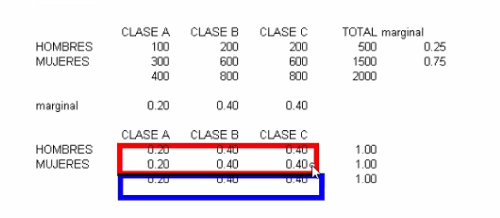 CLASE A CLASE B CLASE C TOTAL marginal
HOMBRES 100 200 200 500 0.25
MUJERES 300 600 600 1500 0.75
400 800 800 2000
marginal 0.20 0.40 0.40
CLASE A CLASE B CLASE C
HOMBRES 0.20 0.40 0.40 1.00
MUJERES 0.20 0.40 0.40 1.00
0.20 0.40 0.40 1.00